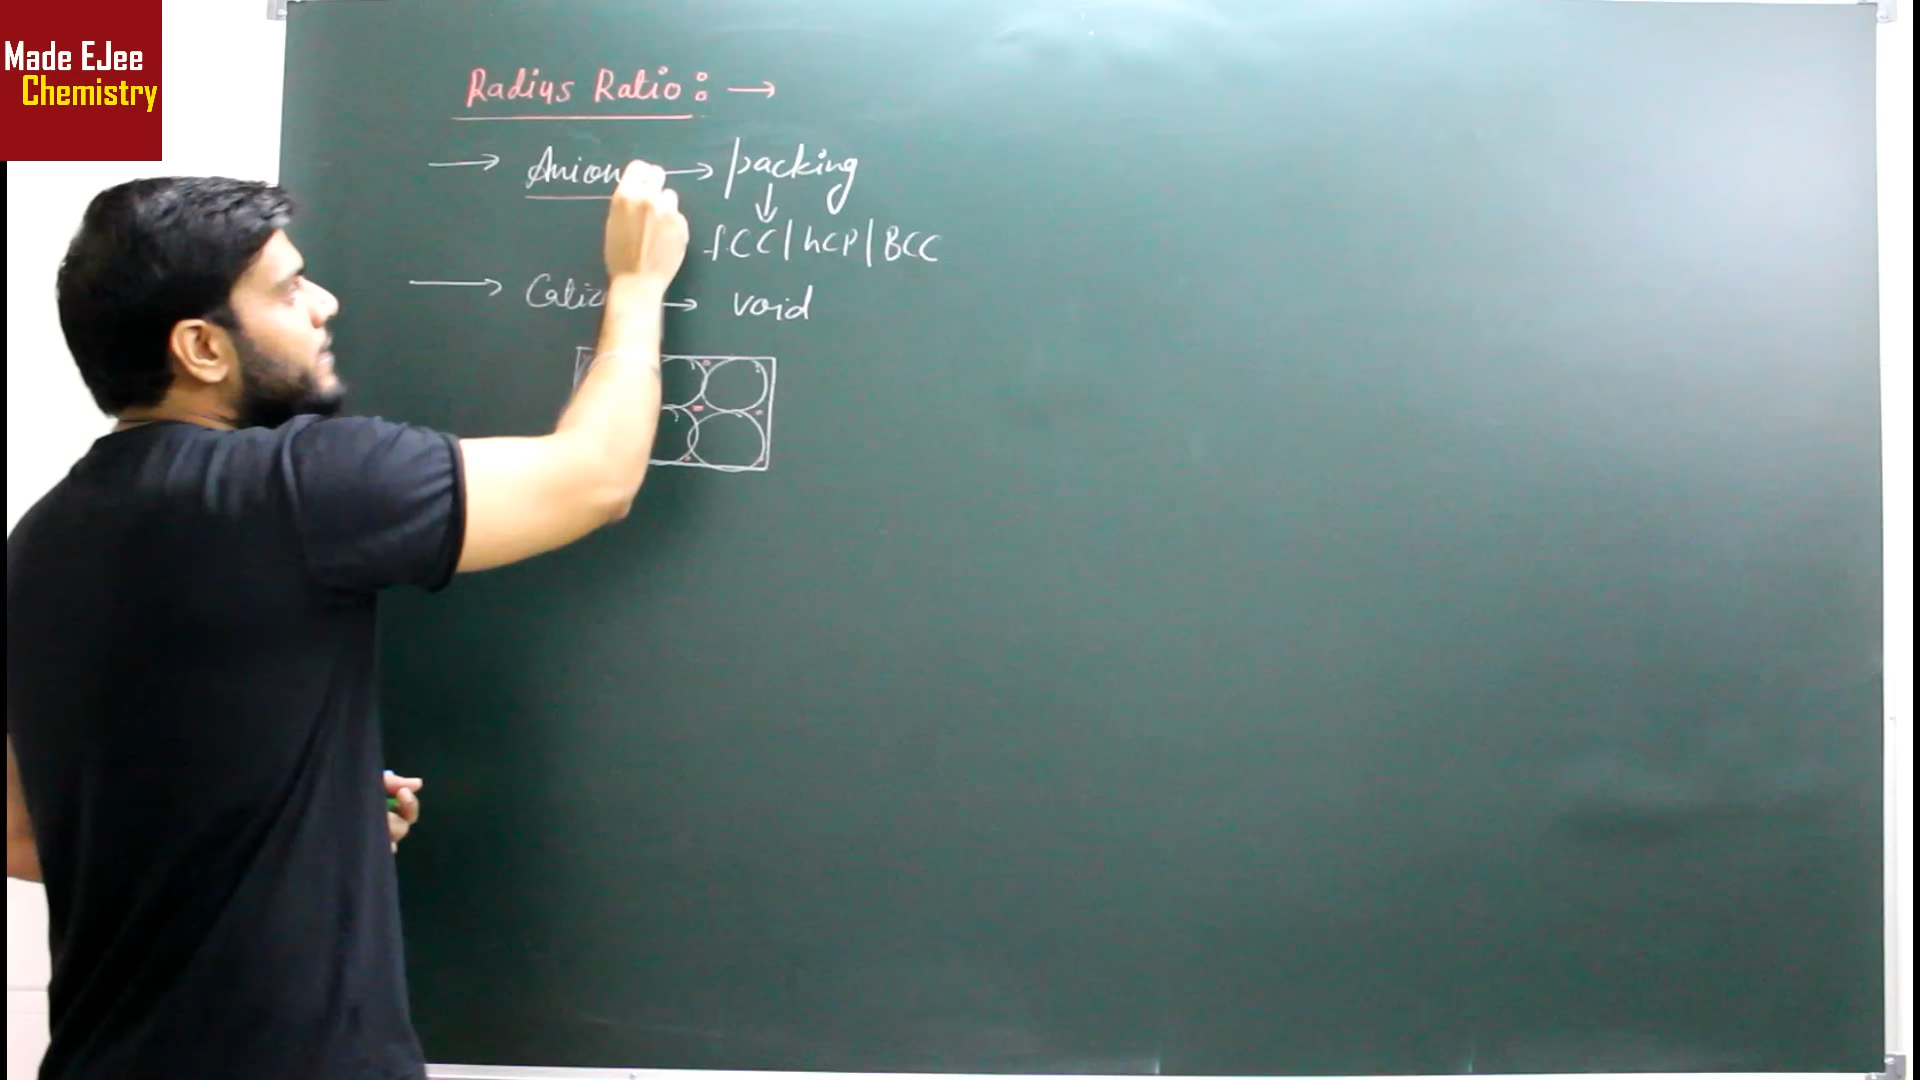 Made EJee
Chemistry
Radius Ratio : →
→ Anion → packing
↓
fCC | hCP | BCC
→ → void